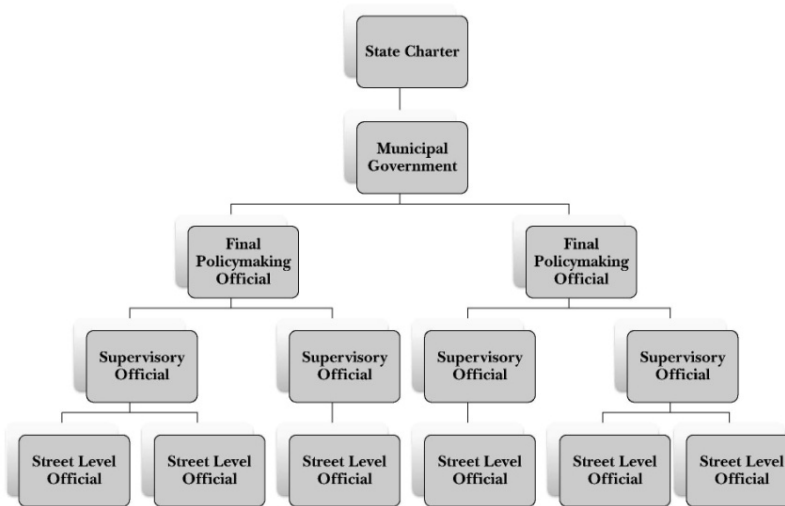 State Charter
Municipal
Government
Final
Policymaking
Official
Final
Policymaking
Official
Supervisory
Official
Supervisory
Official
Supervisory
Official
Supervisory
Official
Street Level
Official
Street Level
Official
Street Level
Official
Street Level
Official
Street Level
Official
Street Level
Official